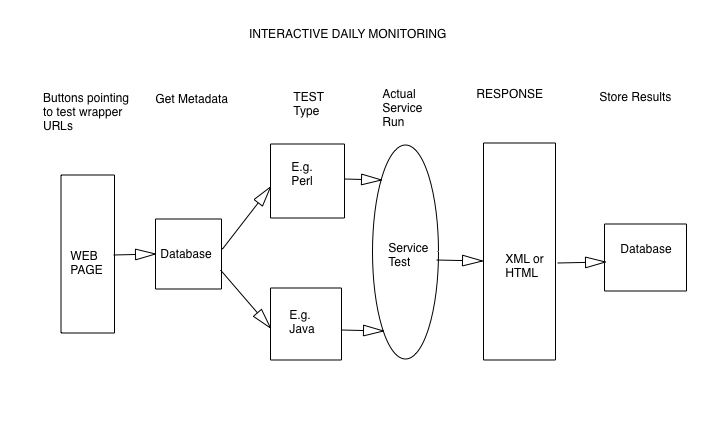 INTERACTIVE DAILY MONITORING
Buttons pointing
to test wrapper
URLs
Get Metadata
TEST
Type
Actual
Service
Run
RESPONSE
Store Results
WEB
PAGE
Database
E.g.
Perl
E.g.
Java
Service
Test
XML or
HTML
Database